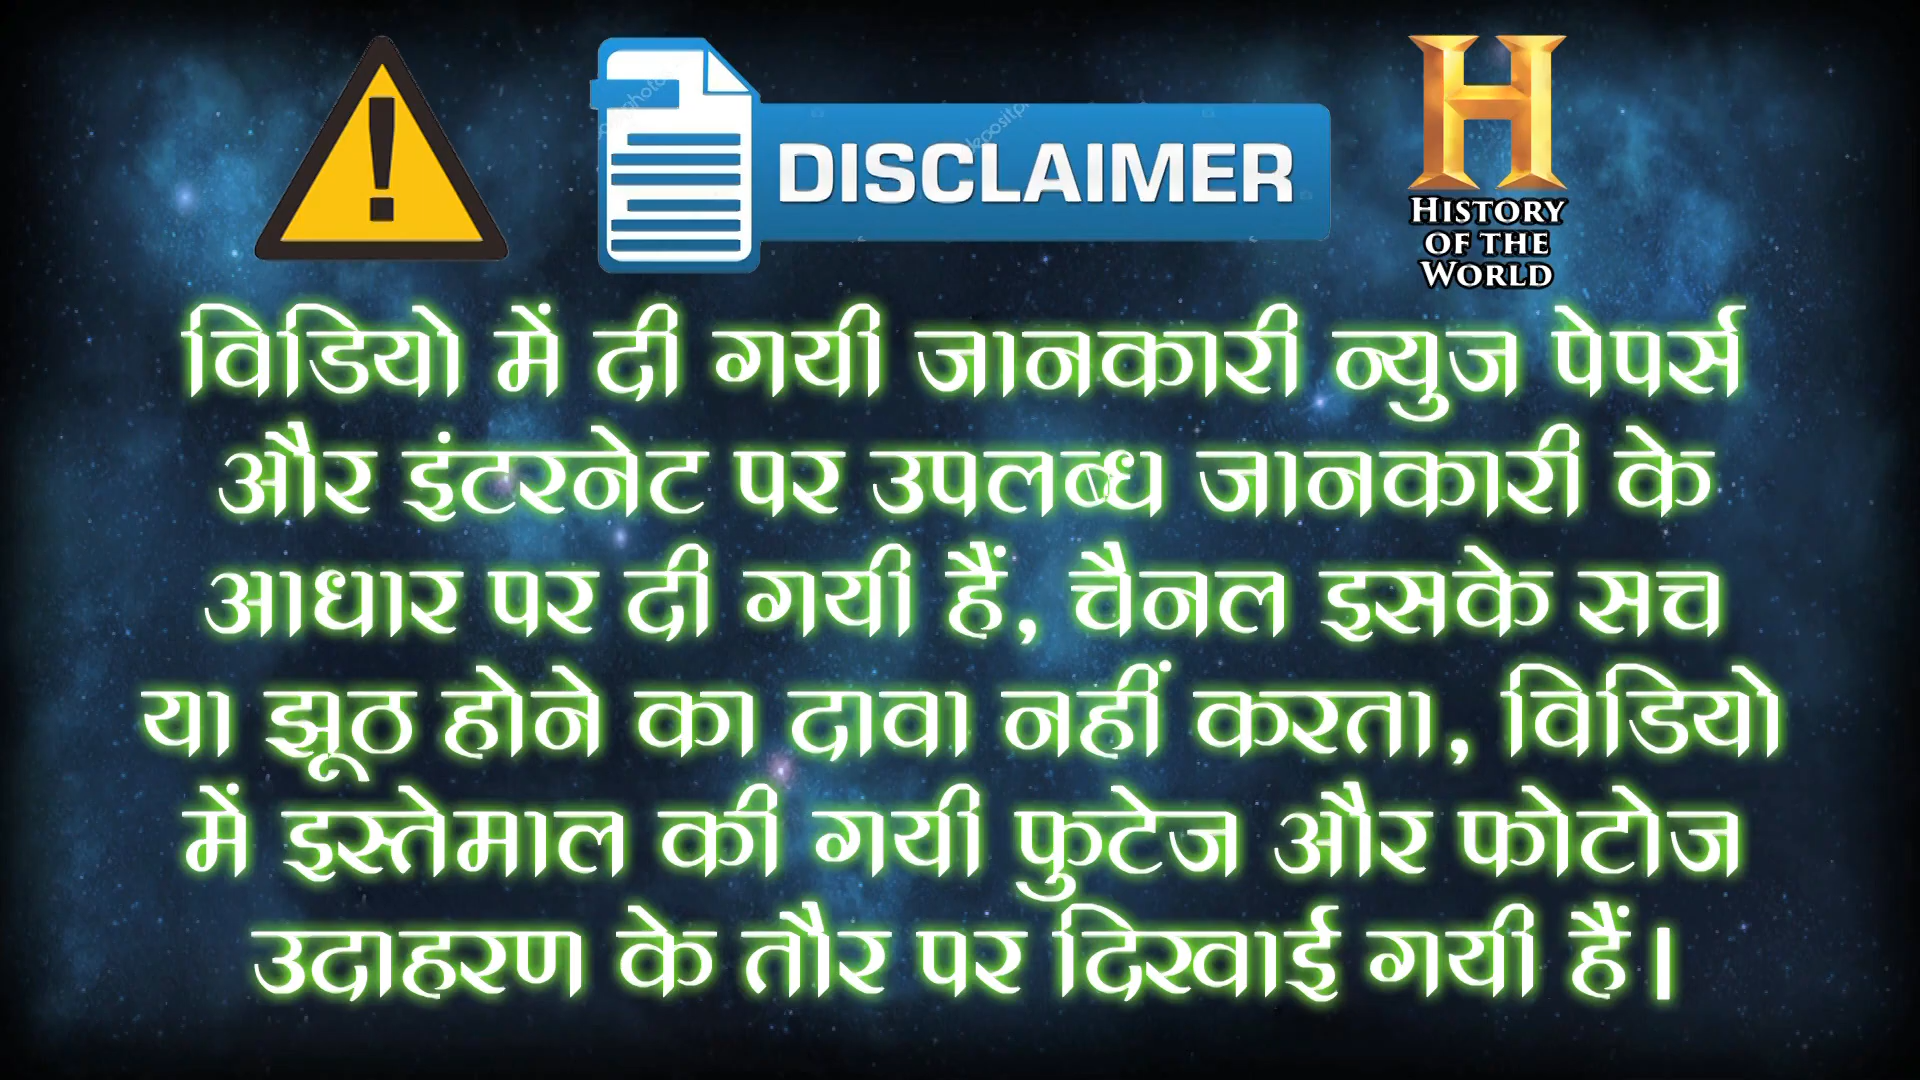 DISCLAIMER
HISTORY
OF THE
WORLD
विडियो में दी गयी जानकारी न्युज पेपर्स
और इंटरनेट पर उपलब्ध जानकारी के
आधार पर दी गयी हैं, चैनल इसके सच
या झूठ होने का दावा नहीं करता, विडियो
में इस्तेमाल की गयी फुटेज और फोटोज
उदाहरण के तौर पर दिखाई गयी हैं।